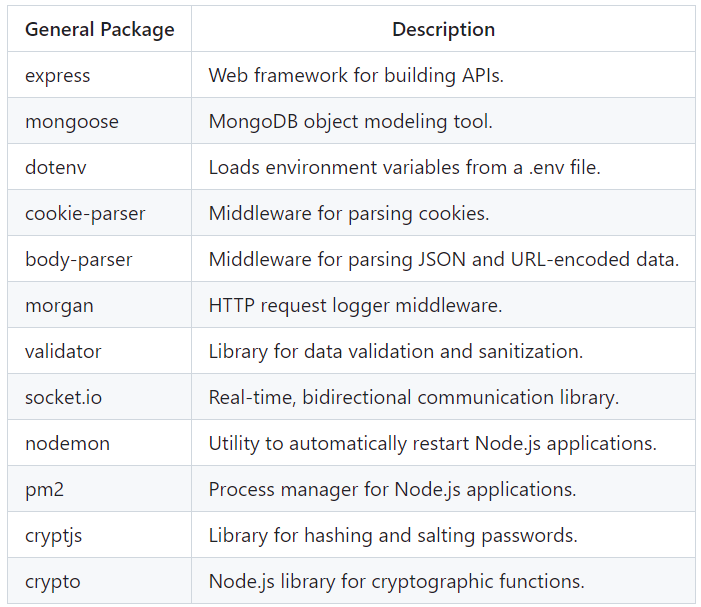 General Package Description
express Web framework for building APIs.
mongoose MongoDB object modeling tool.
dotenv Loads environment variables from a .env file.
cookie-parser Middleware for parsing cookies.
body-parser Middleware for parsing JSON and URL-encoded data.
morgan HTTP request logger middleware.
validator Library for data validation and sanitization.
socket.io Real-time, bidirectional communication library.
nodemon Utility to automatically restart Node.js applications.
pm2 Process manager for Node.js applications.
cryptjs Library for hashing and salting passwords.
crypto Node.js library for cryptographic functions.